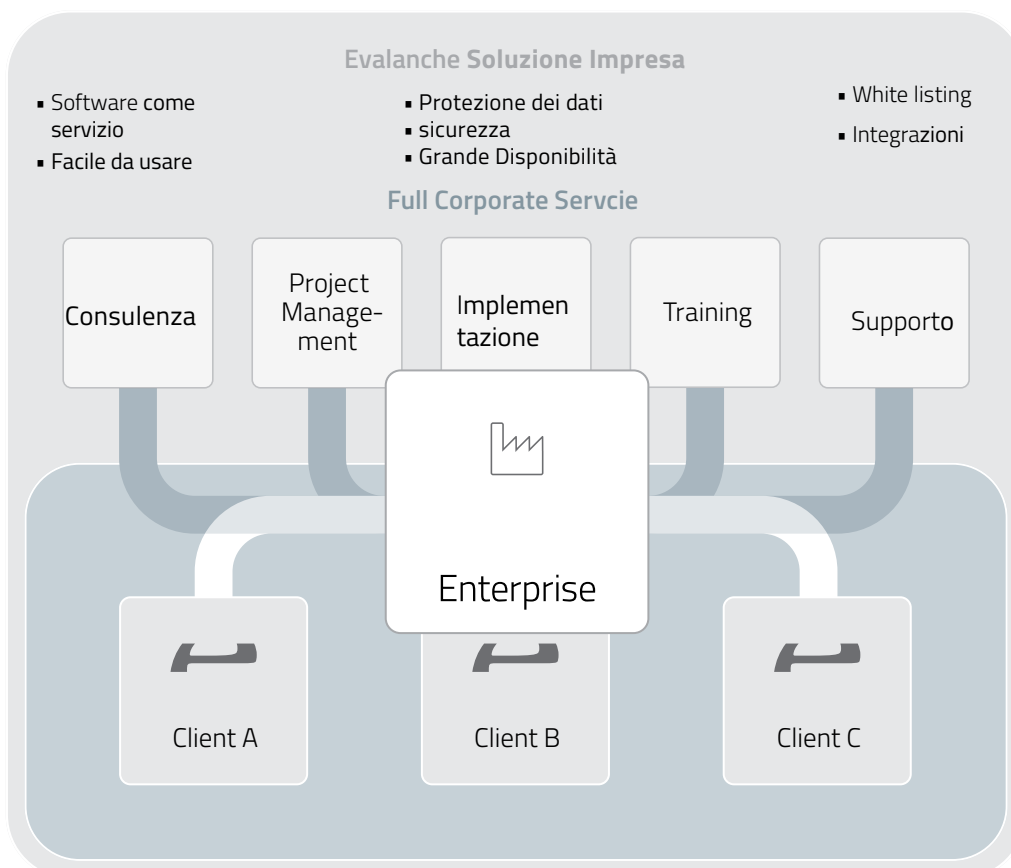 Evalanche Soluzione Impresa
▪ Software come
servizio
▪ Facile da usare
▪ Protezione dei dati
▪ sicurezza
▪ Grande Disponibilità
▪ White listing
▪ Integrazioni
Full Corporate Servcie
Consulenza
Project
Manage-
ment
Implemen
tazione
Training
Supporto
Enterprise
Client A
Client B
Client C